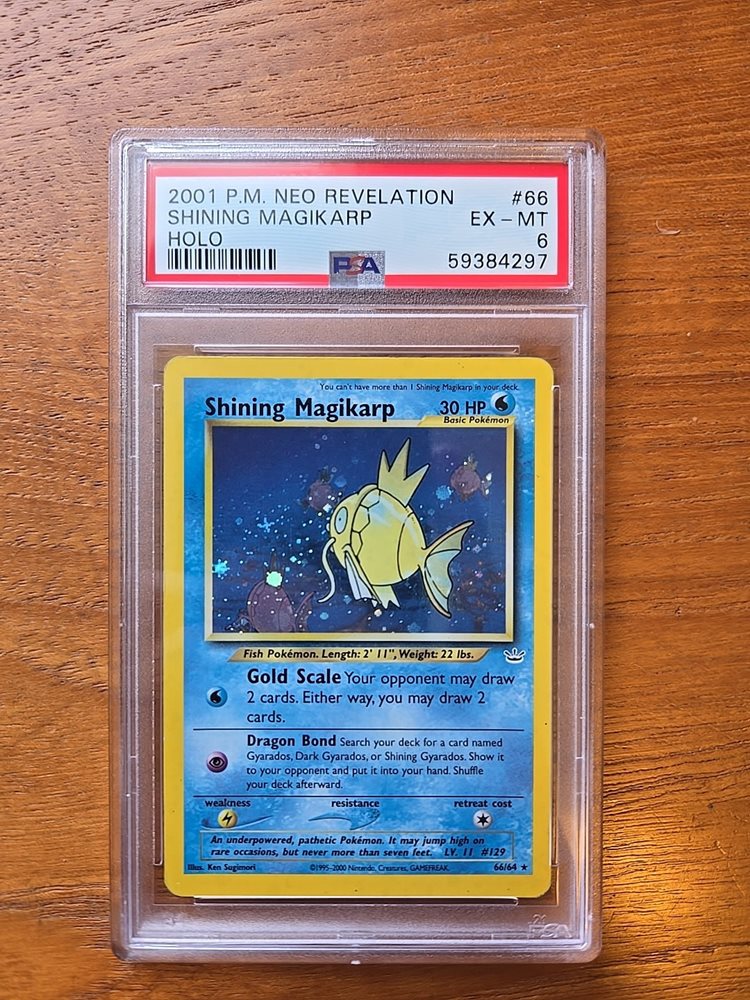 2001 P.M. NEO REVELATION #66
SHINING MAGIKARP EX - MT
HOLO 6
PSA 59384297
You can't have more than 1 Shining Magikarp in your deck.
Shining Magikarp 30 HP
Basic Pokémon
Fish Pokémon. Length: 2' 11", Weight: 22 lbs.
Gold Scale Your opponent may draw
2 cards. Either way, you may draw 2
cards.
Dragon Bond Search your deck for a card named
Gyarados, Dark Gyarados, or Shining Gyarados. Show it
to your opponent and put it into your hand. Shuffle
your deck afterward.
weakness resistance retreat cost
An underpowered, pathetic Pokémon. It may jump high on
rare occasions, but never more than seven feet. LV. 11 #129
Illus. Ken Sugimori ©1995-2000 Nintendo, Creatures, GAMEFREAK. 66/64 ★
PSA